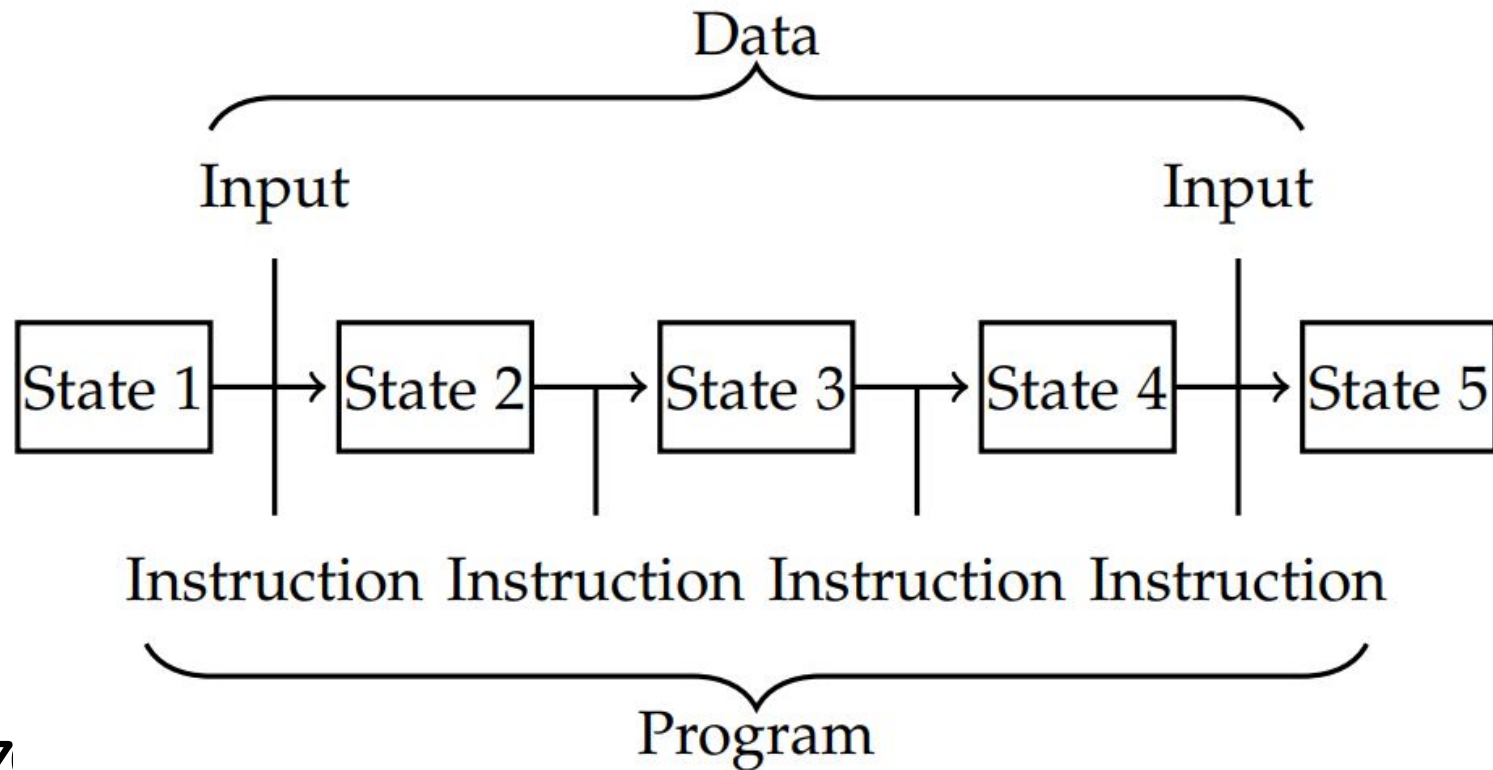 Data
Input Input
State 1 State 2 State 3 State 4 State 5
Instruction Instruction Instruction Instruction
Program